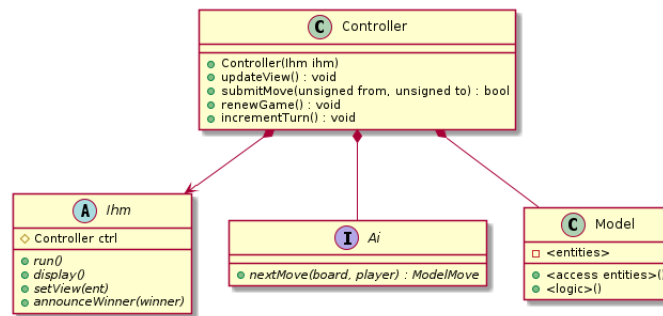 C Controller
Controller(Ihm ihm)
updateView() : void
submitMove(unsigned from, unsigned to) : bool
renewGame() : void
incrementTurn() : void
A Ihm
Controller ctrl
run()
display()
setView(ent)
announceWinner(winner)
I Ai
nextMove(board, player) : ModelMove
C Model
<entities>
<access entities>()
<logic>()